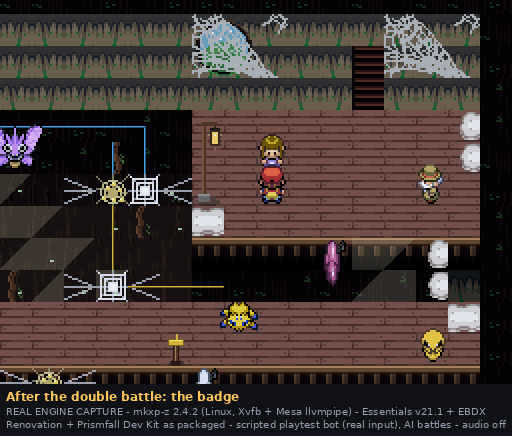 After the double battle: the badge
REAL ENGINE CAPTURE - mkxp-z 2.4.2 (Linux, Xvfb + Mesa llvmpipe) - Essentials v21.1 + EBDX
Renovation + Prismfall Dev Kit as packaged - scripted playtest bot (real input), AI battles - audio off